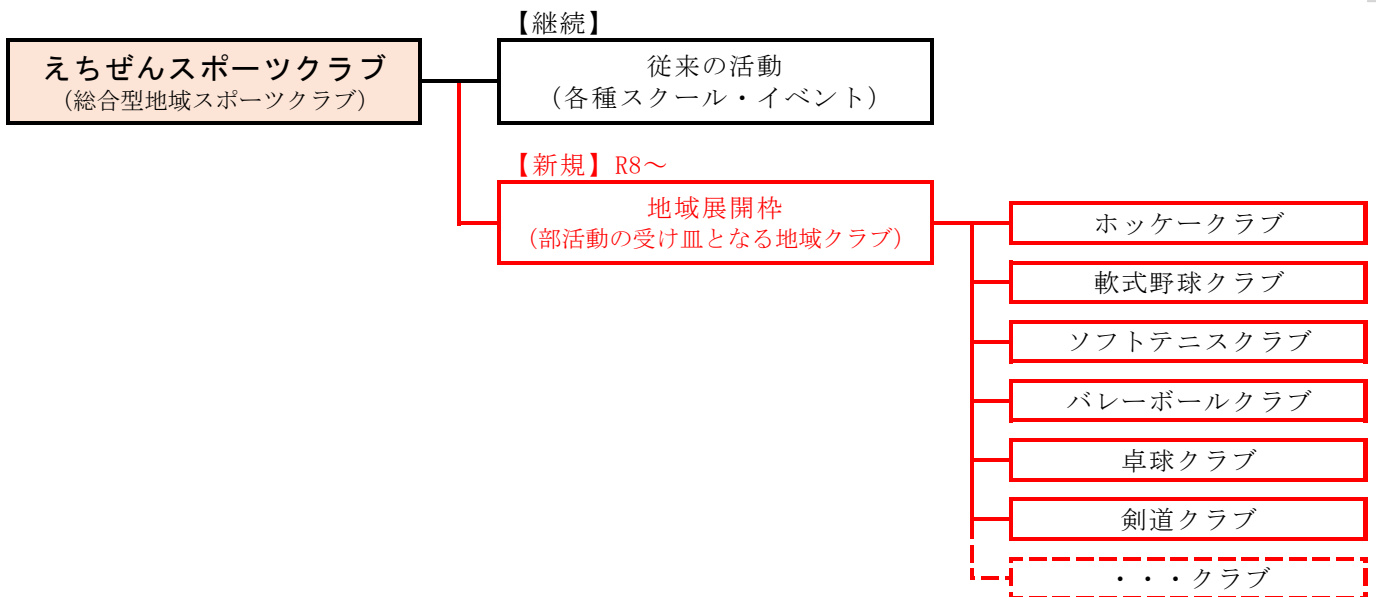 【継続】
えちぜんスポーツクラブ
（総合型地域スポーツクラブ）
従来の活動
（各種スクール・イベント）
【新規】R8～
地域展開枠
（部活動の受け皿となる地域クラブ）
ホッケークラブ
軟式野球クラブ
ソフトテニスクラブ
バレーボールクラブ
卓球クラブ
剣道クラブ
・・・クラブ